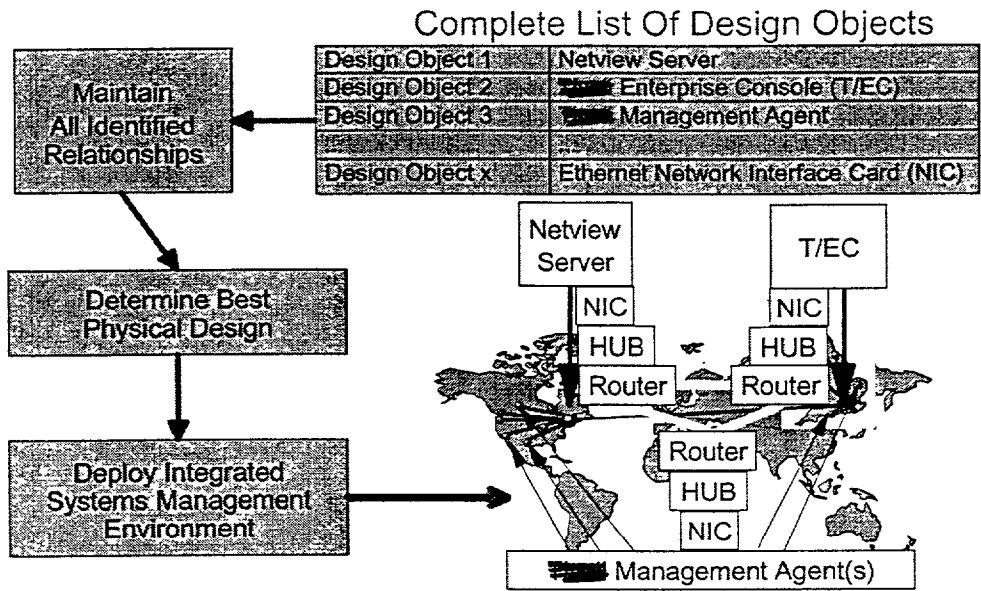 Complete List Of Design Objects
Design Object 1 Netview Server
Design Object 2 Enterprise Console (T/EC)
Design Object 3 Management Agent
... ...
Design Object x Ethernet Network Interface Card (NIC)
Maintain
All Identified
Relationships
Determine Best
Physical Design
Deploy Integrated
Systems Management
Environment
Netview
Server
NIC
HUB
Router
T/EC
NIC
HUB
Router
Router
HUB
NIC
Management Agent(s)